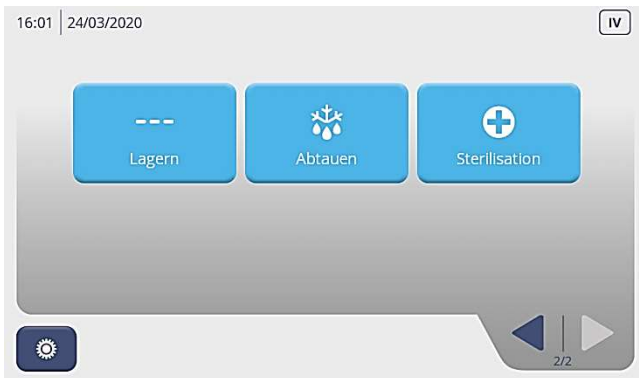 16:01 24/03/2020
IV
---
Lagern
Abtauen
Sterilisation
2/2